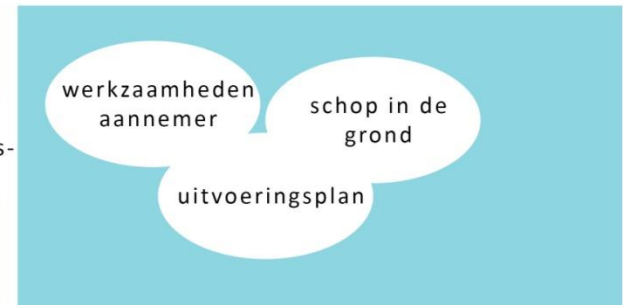 werkzaamheden
aannemer
schop in de
grond
s-
uitvoeringsplan